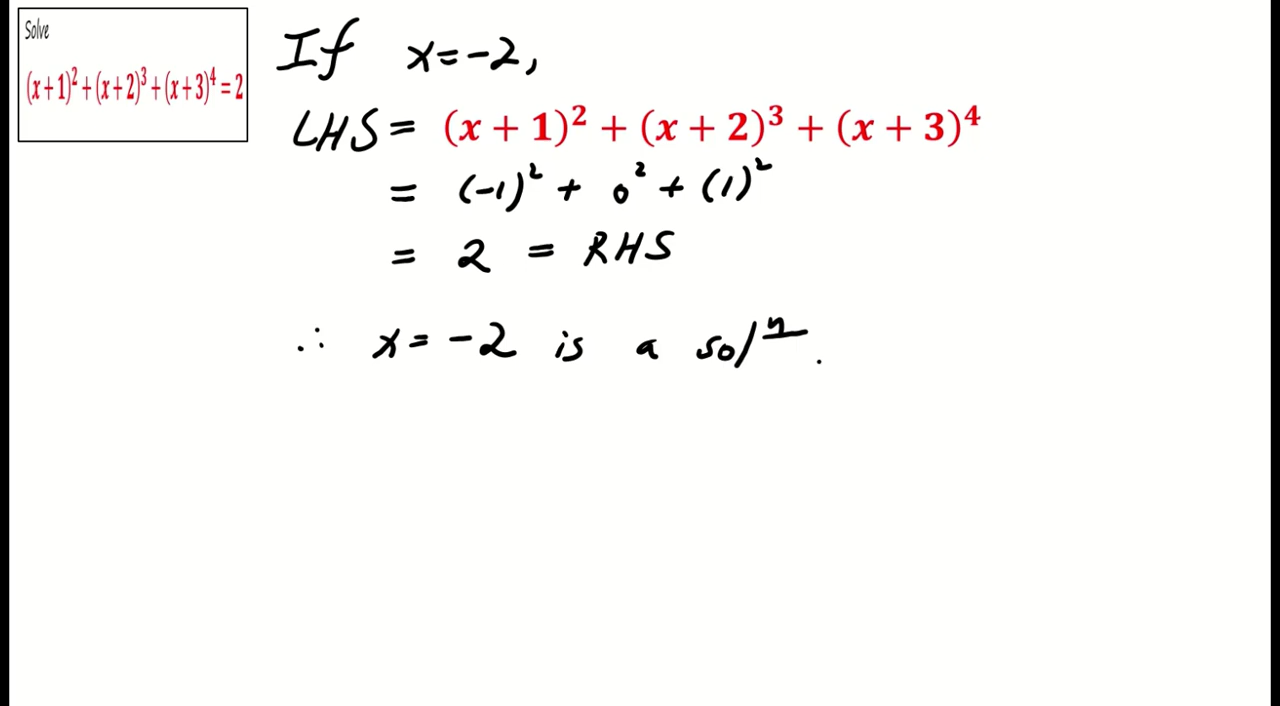 Solve
(x+1)²+(x+2)³+(x+3)⁴=2
If x=-2,
LHS = (x + 1)² + (x + 2)³ + (x + 3)⁴
= (-1)² + 0² + (1)²
= 2 = RHS
∴ x = -2 is a solⁿ.